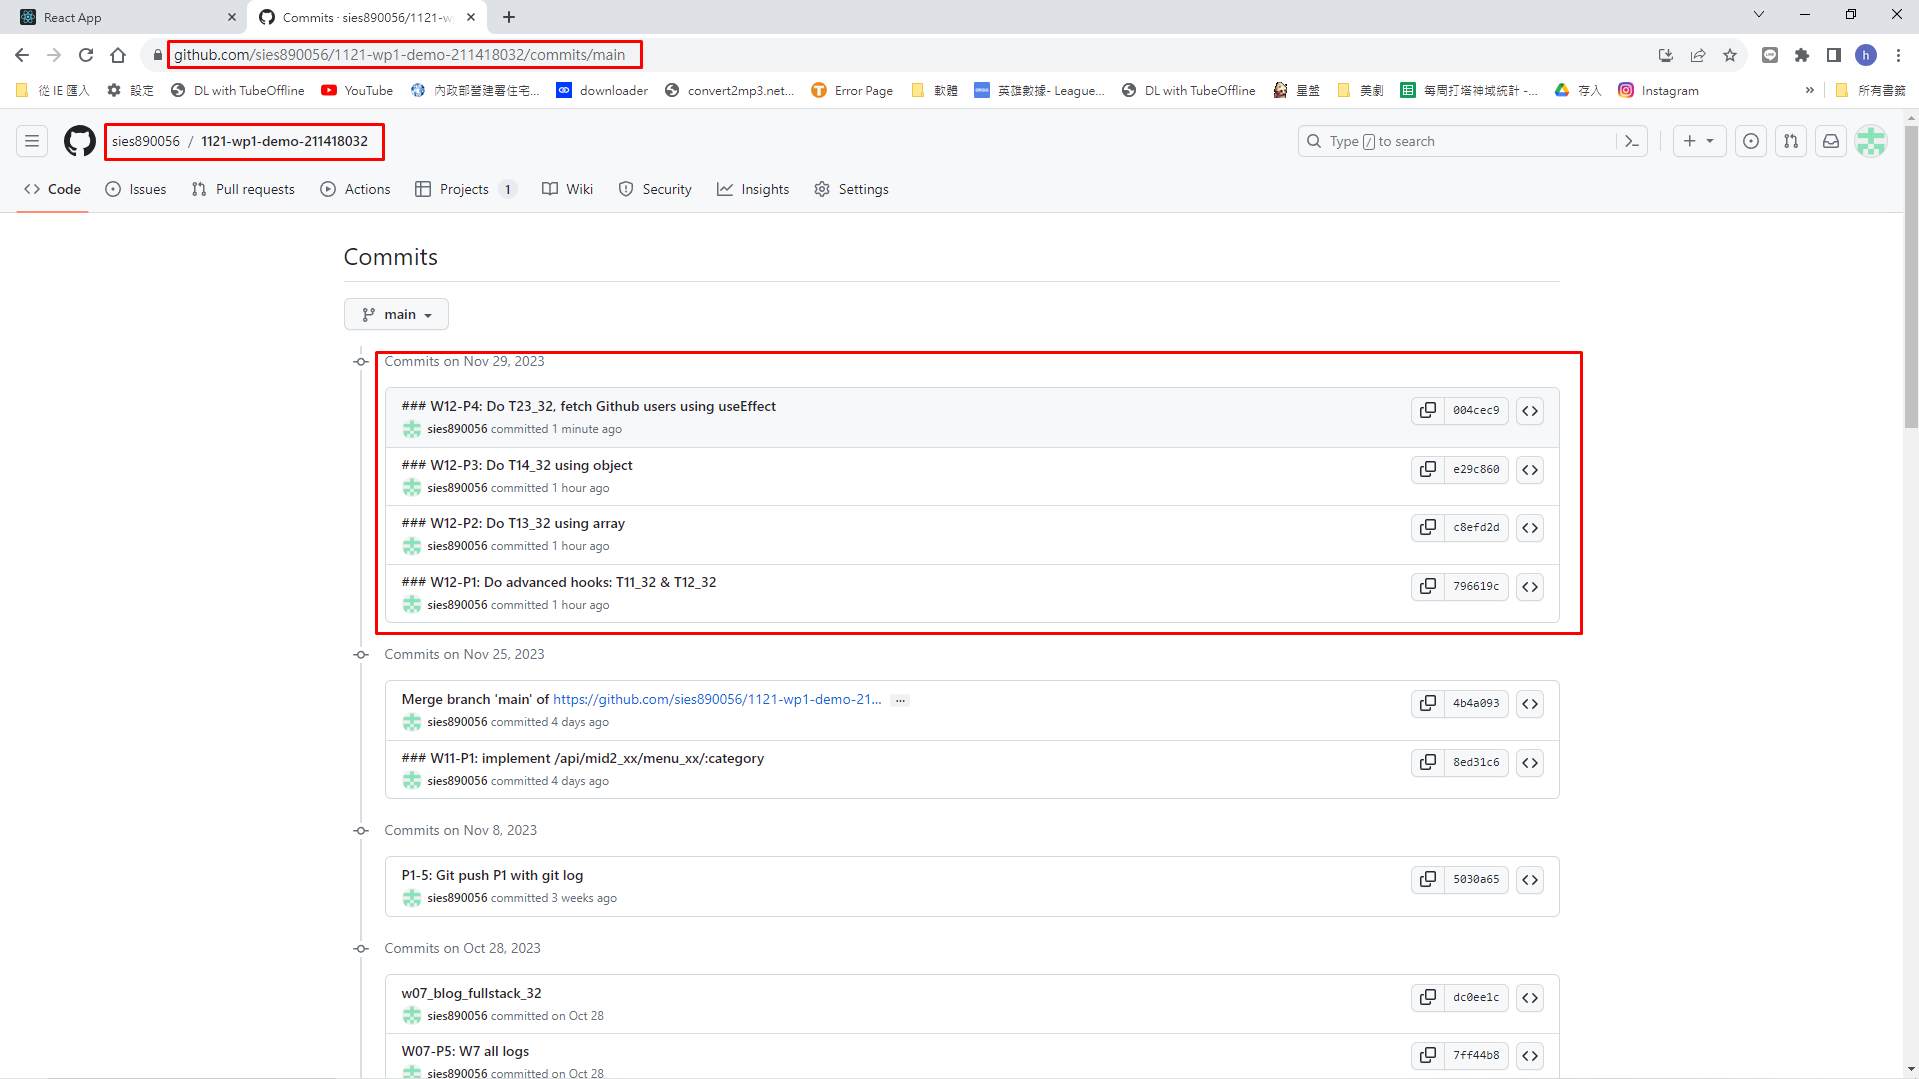 React App
Commits · sies890056/1121-w
github.com/sies890056/1121-wp1-demo-211418032/commits/main
h
從 IE 匯入
設定
DL with TubeOffline
YouTube
內政部營建署住宅...
downloader
convert2mp3.net...
Error Page
軟體
英雄數據- League...
DL with TubeOffline
星盤
美劇
每周打塔神域統計 -...
存入
Instagram
»
所有書籤
sies890056 / 1121-wp1-demo-211418032
Type / to search
Code
Issues
Pull requests
Actions
Projects 1
Wiki
Security
Insights
Settings
Commits
main
Commits on Nov 29, 2023
### W12-P4: Do T23_32, fetch Github users using useEffect
004cec9
sies890056 committed 1 minute ago
### W12-P3: Do T14_32 using object
e29c860
sies890056 committed 1 hour ago
### W12-P2: Do T13_32 using array
c8efd2d
sies890056 committed 1 hour ago
### W12-P1: Do advanced hooks: T11_32 & T12_32
796619c
sies890056 committed 1 hour ago
Commits on Nov 25, 2023
Merge branch 'main' of https://github.com/sies890056/1121-wp1-demo-21... ...
4b4a093
sies890056 committed 4 days ago
### W11-P1: implement /api/mid2_xx/menu_xx/:category
8ed31c6
sies890056 committed 4 days ago
Commits on Nov 8, 2023
P1-5: Git push P1 with git log
5030a65
sies890056 committed 3 weeks ago
Commits on Oct 28, 2023
w07_blog_fullstack_32
dc0ee1c
sies890056 committed on Oct 28
W07-P5: W7 all logs
7ff44b8
sies890056 committed on Oct 28